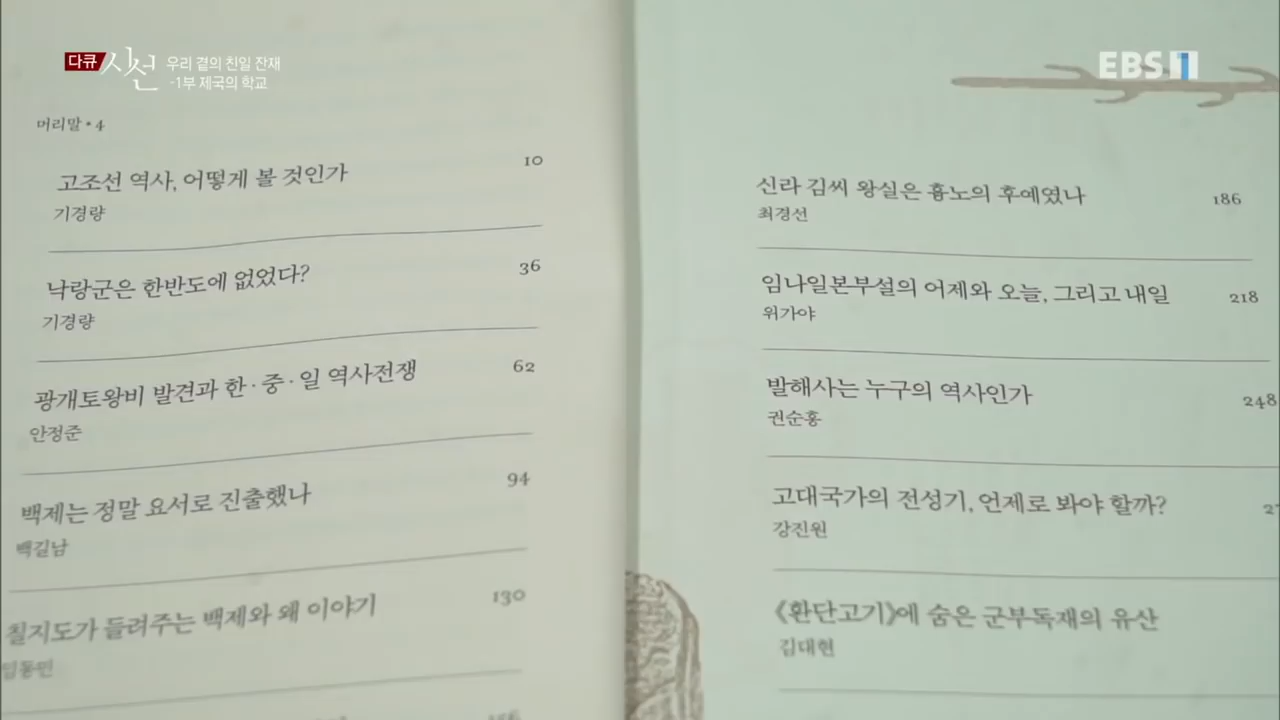 다큐 시선 우리 곁의 친일 잔재
-1부 제국의 학교
EBS 1
머리말 • 4
고조선 역사, 어떻게 볼 것인가 10
기경량
낙랑군은 한반도에 없었다? 36
기경량
광개토왕비 발견과 한·중·일 역사전쟁 62
안정준
백제는 정말 요서로 진출했나 94
백길남
칠지도가 들려주는 백제와 왜 이야기 130
임동민
신라 김씨 왕실은 흉노의 후예였나 186
최경선
임나일본부설의 어제와 오늘, 그리고 내일 218
위가야
발해사는 누구의 역사인가 248
권순홍
고대국가의 전성기, 언제로 봐야 할까?
강진원
《환단고기》에 숨은 군부독재의 유산
김대현